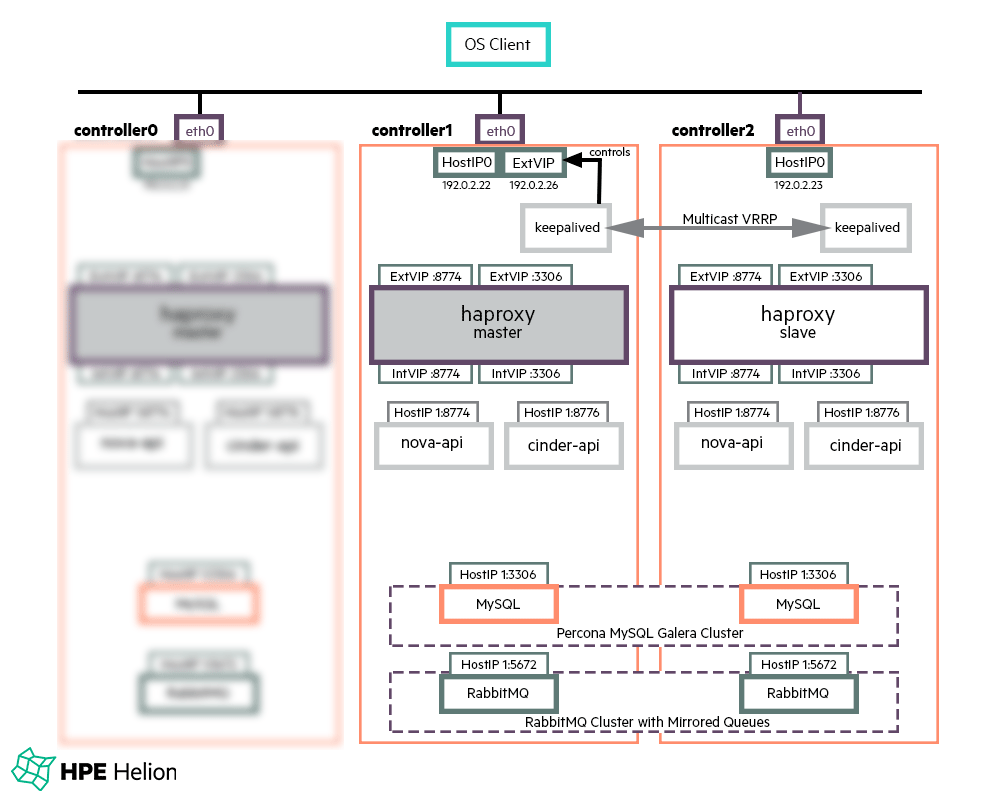 OS Client
controller0
eth0
controller1
eth0
controller2
eth0
HostIP0
ExtVIP
controls
192.0.2.22
192.0.2.26
HostIP0
192.0.2.23
keepalived
Multicast VRRP
keepalived
ExtVIP :8774
ExtVIP :3306
ExtVIP :8774
ExtVIP :3306
haproxy
master
haproxy
master
haproxy
slave
IntVIP :8774
IntVIP :3306
IntVIP :8774
IntVIP :3306
HostIP 1:8774
HostIP 1:8776
HostIP 1:8774
HostIP 1:8776
nova-api
cinder-api
nova-api
cinder-api
nova-api
cinder-api
HostIP 1:3306
HostIP 1:3306
MySQL
MySQL
MySQL
Percona MySQL Galera Cluster
HostIP 1:5672
HostIP 1:5672
RabbitMQ
RabbitMQ
RabbitMQ
RabbitMQ Cluster with Mirrored Queues
HPE Helion